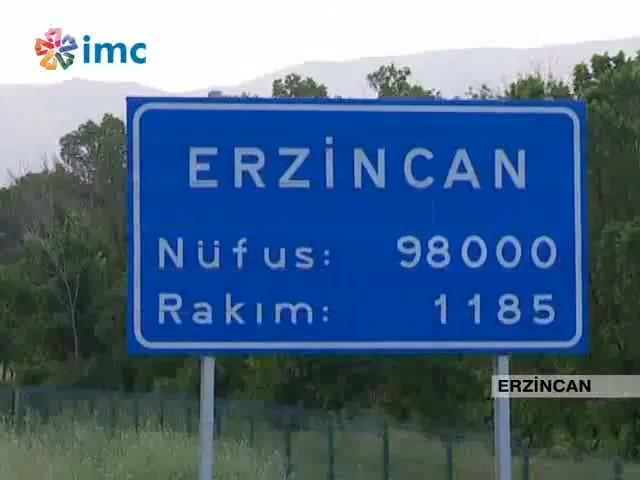 imc
ERZİNCAN
Nüfus: 98000
Rakım: 1185
ERZİNCAN